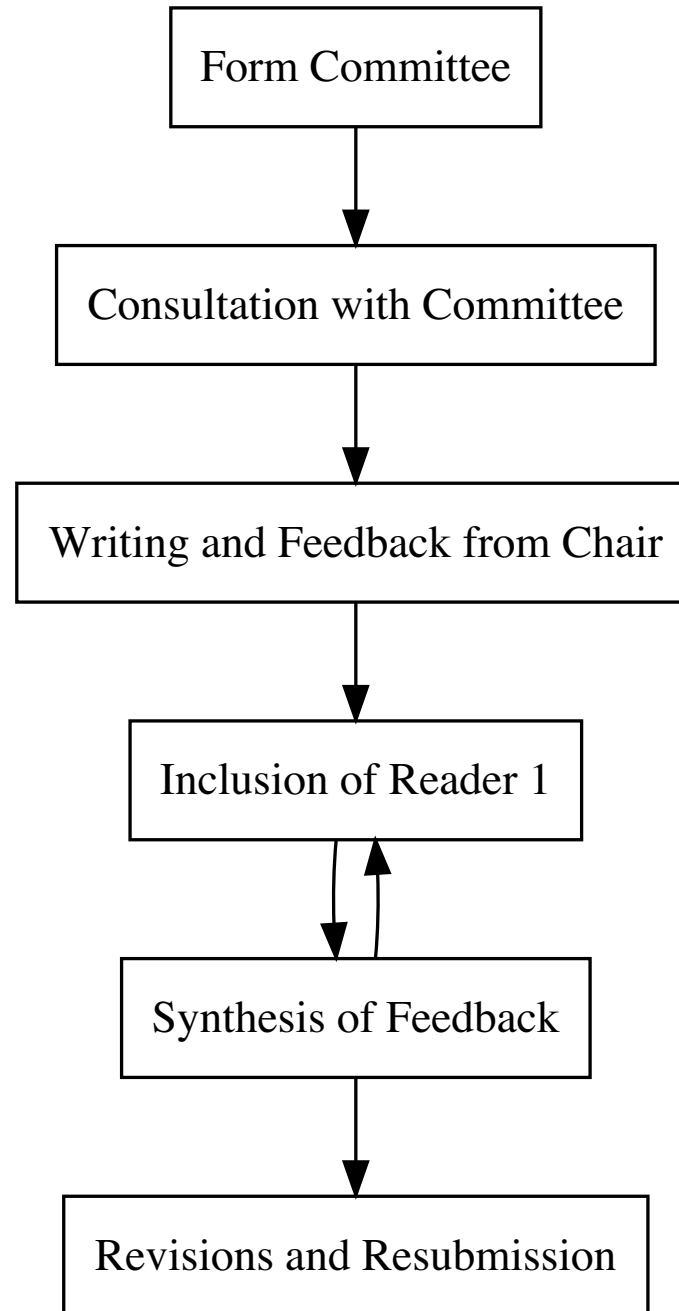 Form Committee
Consultation with Committee
Writing and Feedback from Chair
Inclusion of Reader 1
Synthesis of Feedback
Revisions and Resubmission